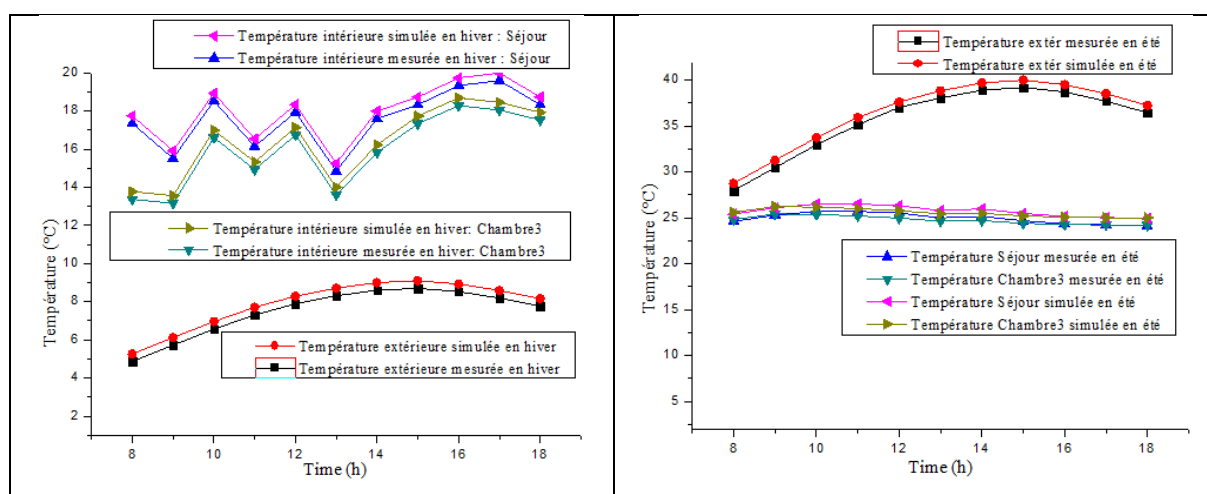 Température intérieure simulée en hiver : Séjour
Température intérieure mesurée en hiver : Séjour
20
18
16
14
12
10
8
6
4
2
Température (°C)
Température intérieure simulée en hiver: Chambre3
Température intérieure mesurée en hiver: Chambre3
Température extérieure simulée en hiver
Température extérieure mesurée en hiver
8
10
12
14
16
18
Time (h)
Température extér mesurée en été
Température extér simulée en été
40
35
30
25
20
15
10
5
Température (°C)
Température Séjour mesurée en été
Température Chambre3 mesurée en été
Température Séjour simulée en été
Température Chambre3 simulée en été
8
10
12
14
16
18
Time (h)